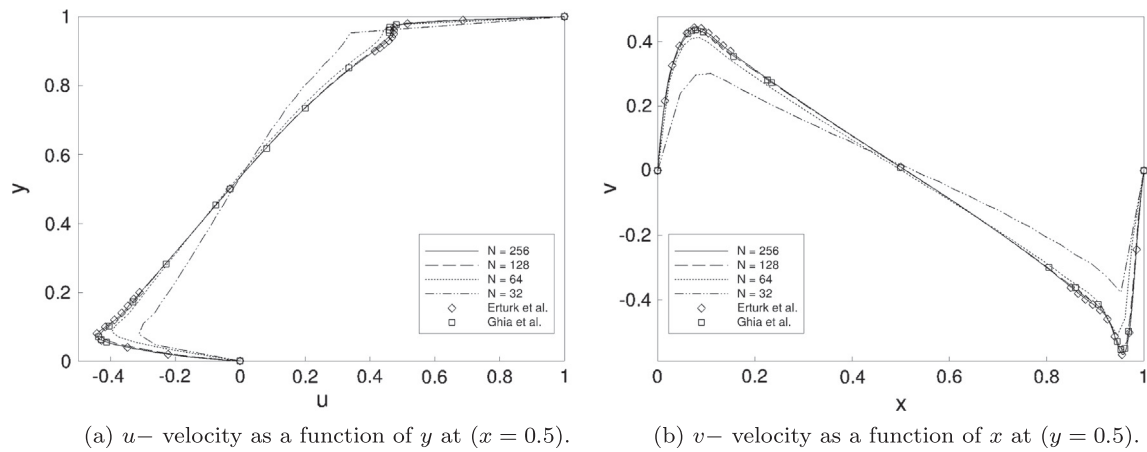 1
0.8
0.6
0.4
0.2
0
y
-0.4 -0.2 0 0.2 0.4 0.6 0.8 1
u
N = 256
N = 128
N = 64
N = 32
Erturk et al.
Ghia et al.
(a) u− velocity as a function of y at (x = 0.5).
0.4
0.2
0
-0.2
-0.4
v
0 0.2 0.4 0.6 0.8 1
x
N = 256
N = 128
N = 64
N = 32
Erturk et al.
Ghia et al.
(b) v− velocity as a function of x at (y = 0.5).